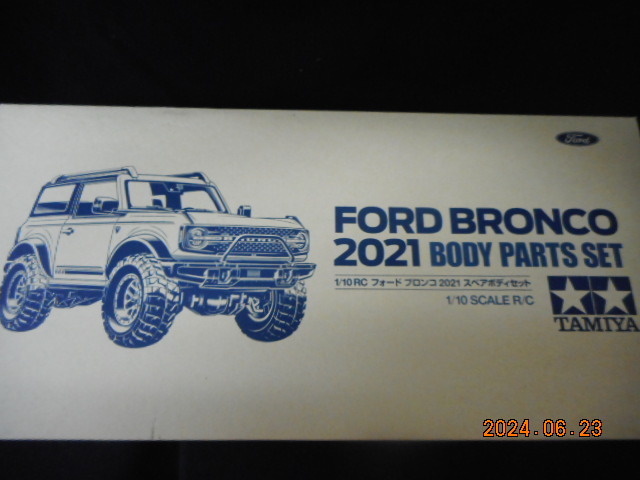 Ford
FORD BRONCO
2021 BODY PARTS SET
1/10 RC フォード ブロンコ 2021 スペアボディセット
1/10 SCALE R/C
TAMIYA
2024.06.23